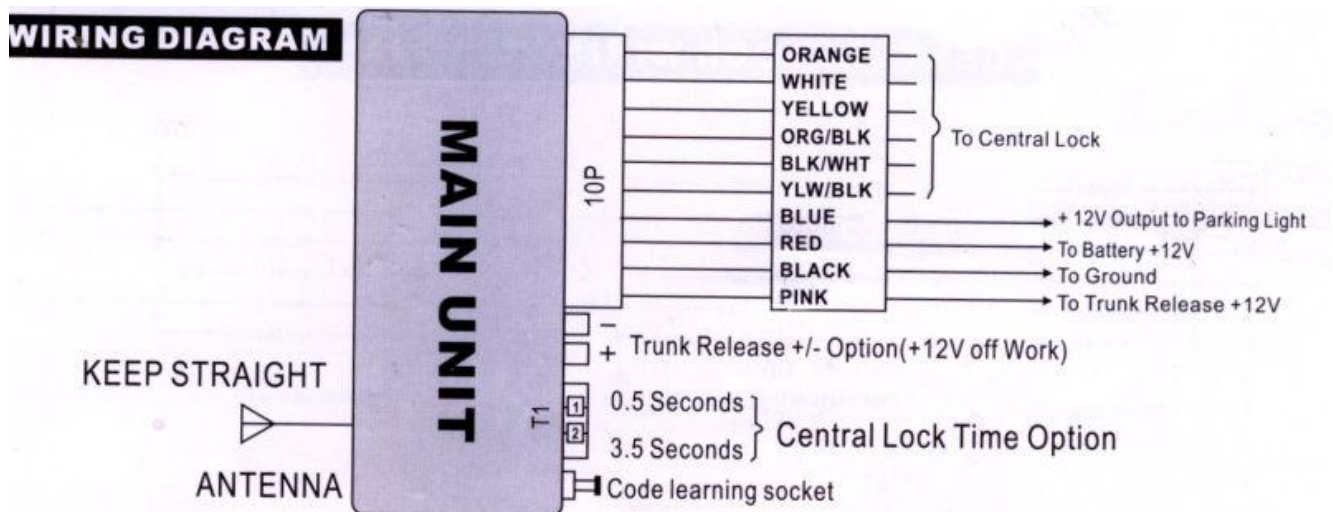 WIRING DIAGRAM
MAIN UNIT
10P
ORANGE
WHITE
YELLOW
ORG/BLK
BLK/WHT
YLW/BLK
BLUE
RED
BLACK
PINK
To Central Lock
+ 12V Output to Parking Light
To Battery +12V
To Ground
To Trunk Release +12V
−
+ Trunk Release +/- Option(+12V off Work)
KEEP STRAIGHT
ANTENNA
T1
1 0.5 Seconds
2 3.5 Seconds
Central Lock Time Option
Code learning socket